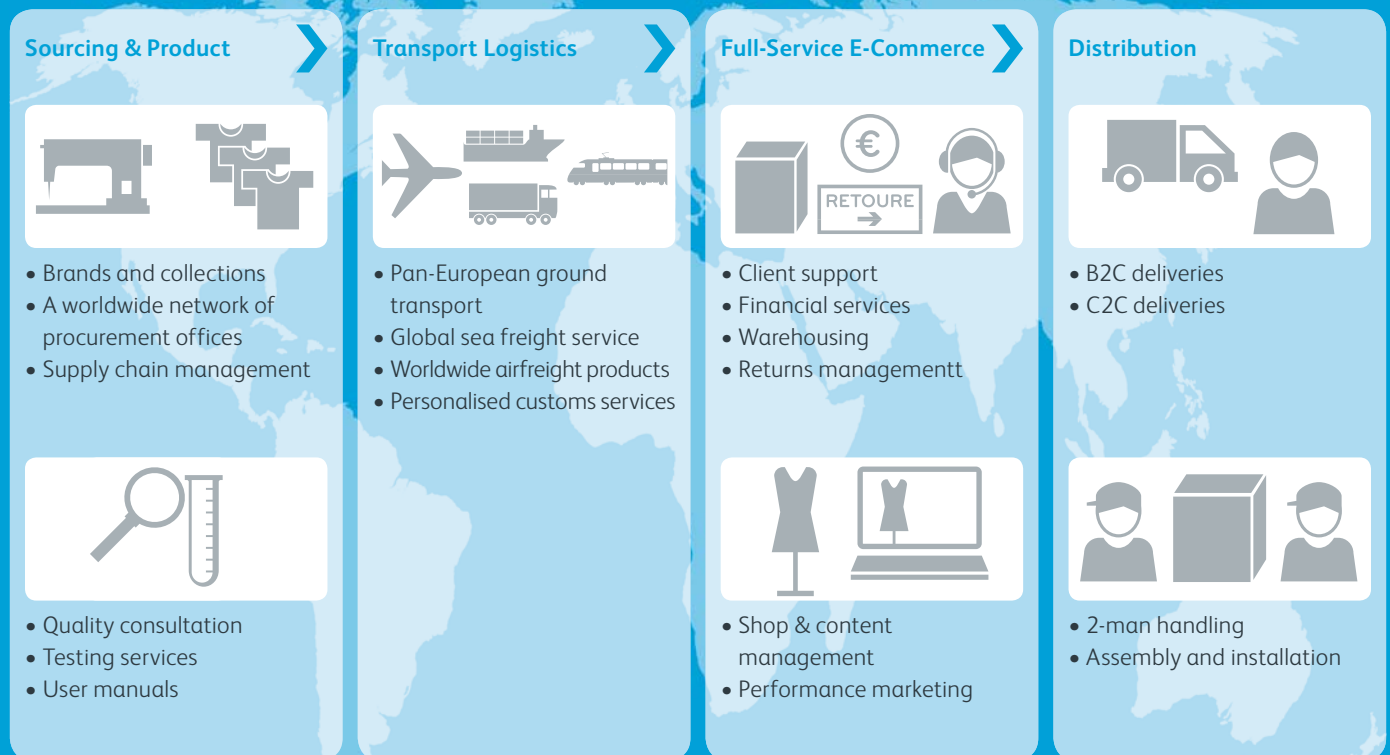 Sourcing & Product
• Brands and collections
• A worldwide network of
procurement offices
• Supply chain management
• Quality consultation
• Testing services
• User manuals
Transport Logistics
• Pan-European ground
transport
• Global sea freight service
• Worldwide airfreight products
• Personalised customs services
Full-Service E-Commerce
€
RETOURE
• Client support
• Financial services
• Warehousing
• Returns managementt
• Shop & content
management
• Performance marketing
Distribution
• B2C deliveries
• C2C deliveries
• 2-man handling
• Assembly and installation